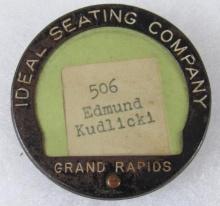 IDEAL SEATING COMPANY
506
Edmund
Kudlicki
GRAND RAPIDS